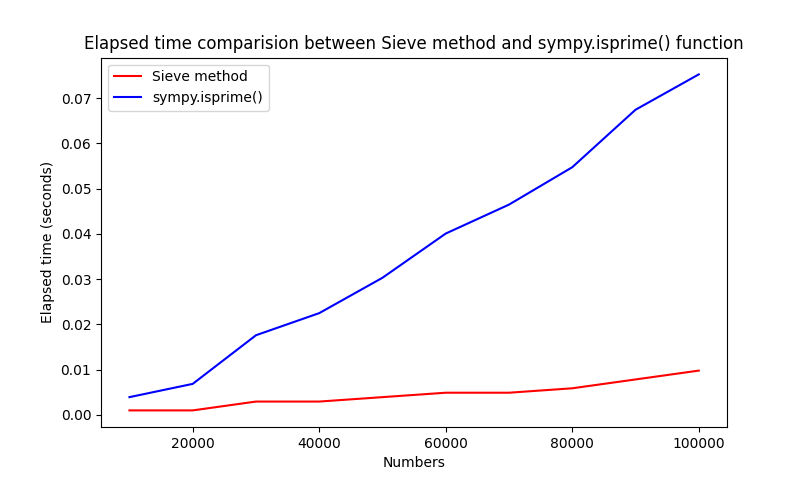 Elapsed time comparision between Sieve method and sympy.isprime() function
Sieve method
sympy.isprime()
0.07
0.06
0.05
0.04
0.03
0.02
0.01
0.00
Elapsed time (seconds)
20000 40000 60000 80000 100000
Numbers